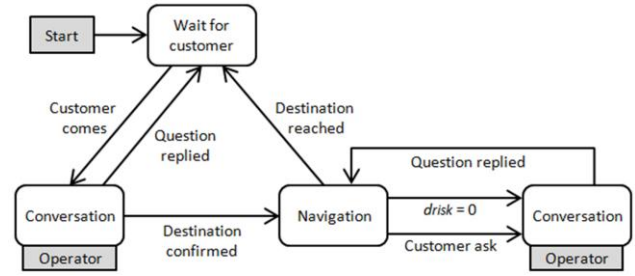 Start
Wait for
customer
Customer
comes
Question
replied
Destination
reached
Question replied
Conversation
Operator
Destination
confirmed
Navigation
drisk = 0
Customer ask
Conversation
Operator